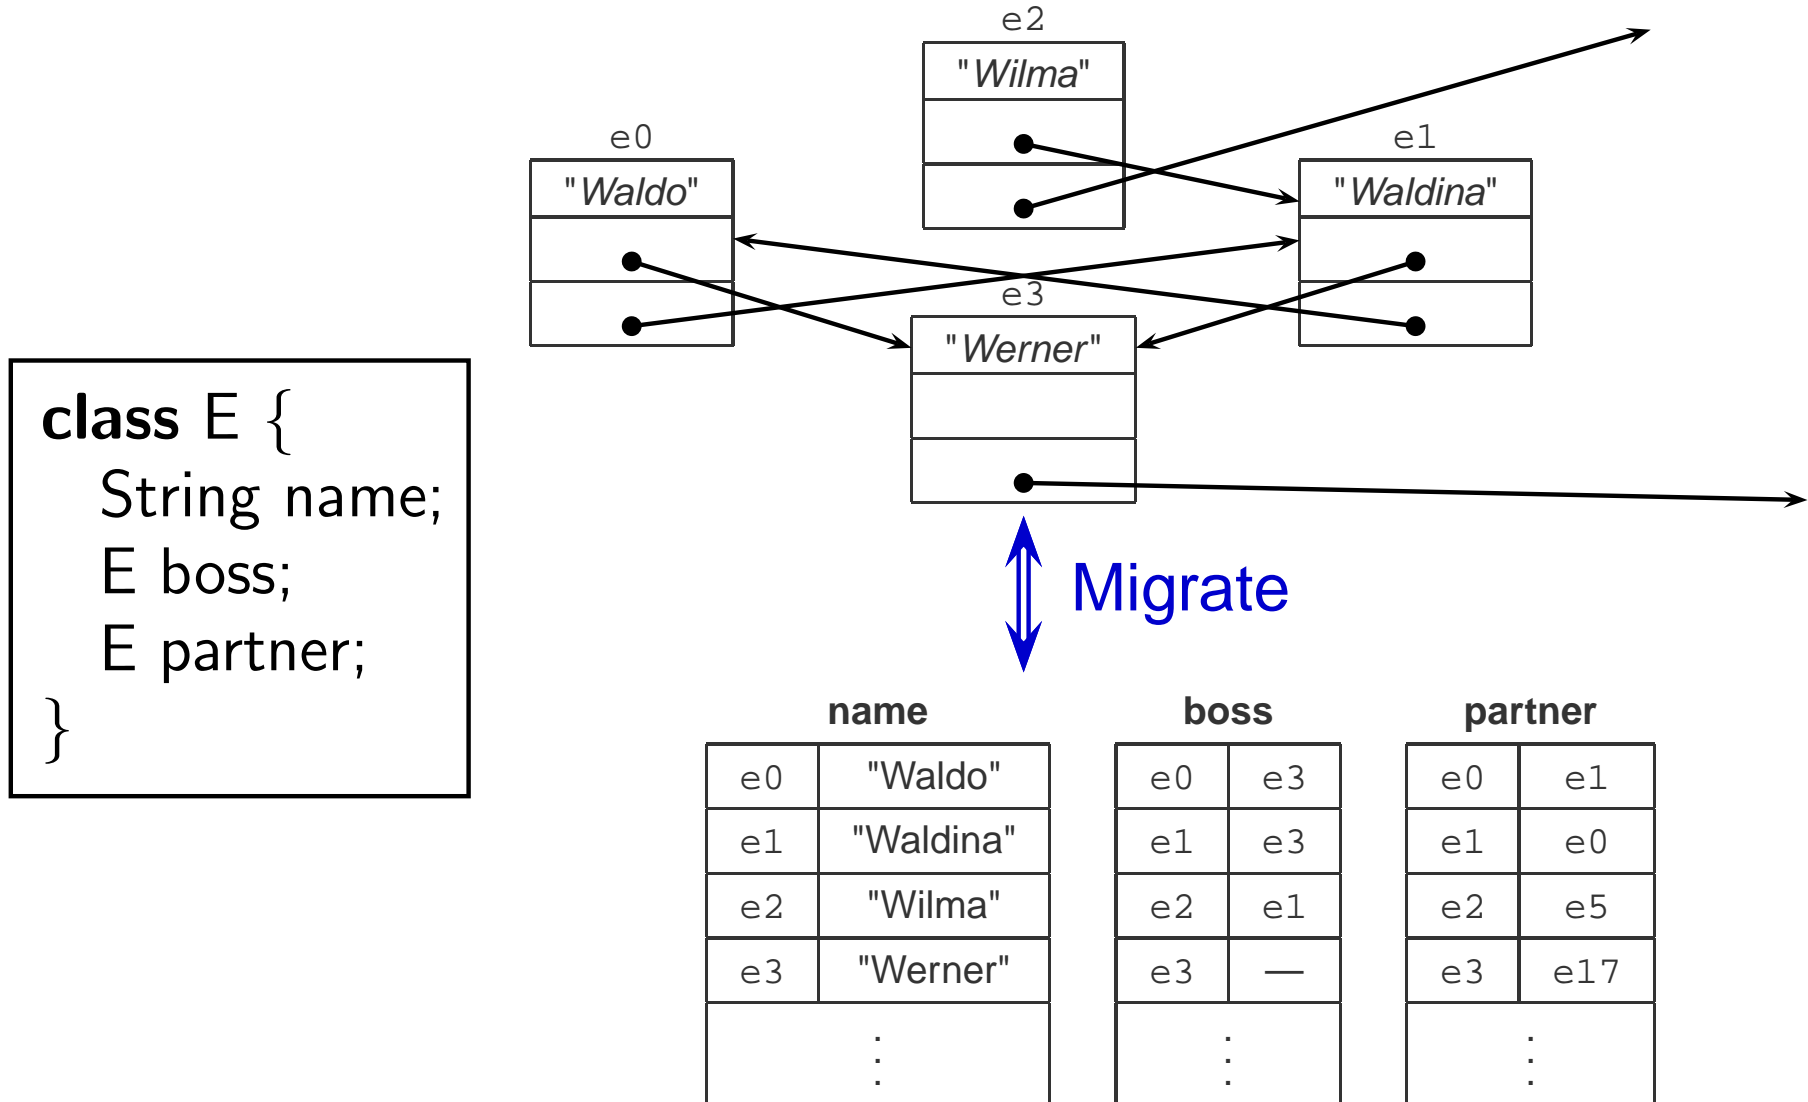 e2
"Wilma"
e0
"Waldo"
e1
"Waldina"
e3
"Werner"
class E {
String name;
E boss;
E partner;
}
Migrate
name boss partner
e0 "Waldo" e0 e3 e0 e1
e1 "Waldina" e1 e3 e1 e0
e2 "Wilma" e2 e1 e2 e5
e3 "Werner" e3 — e3 e17
⋮ ⋮ ⋮